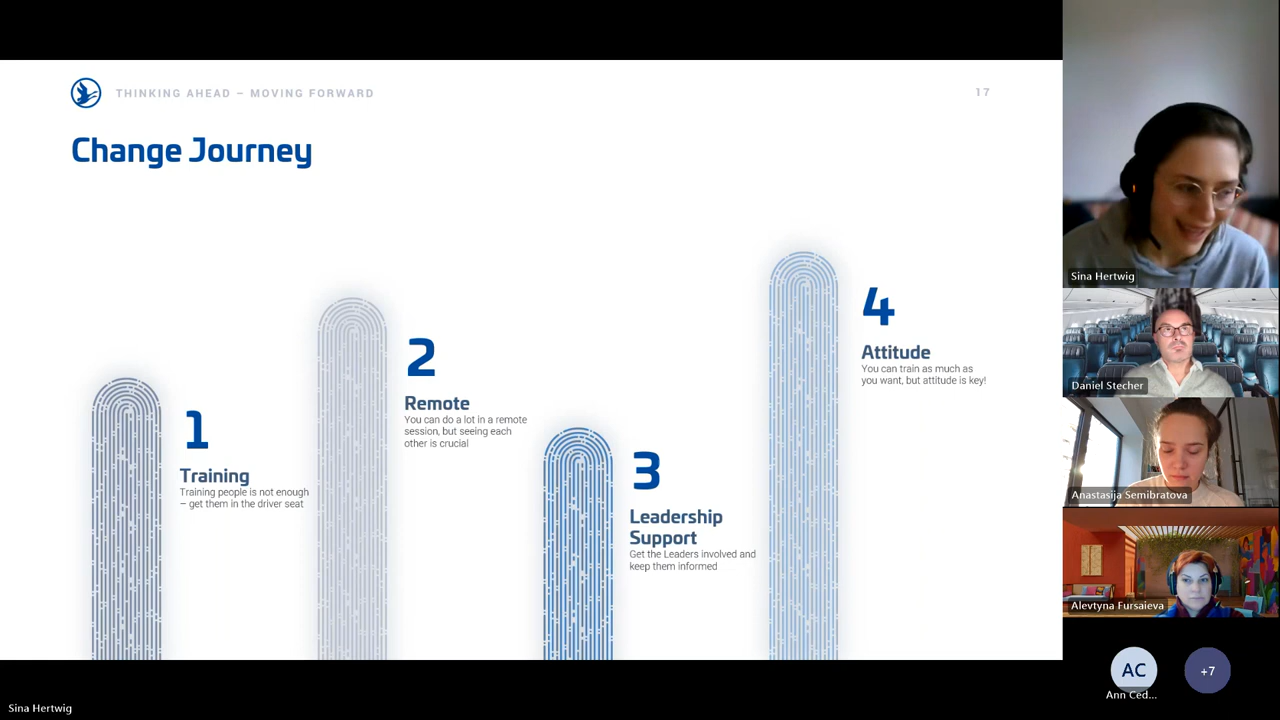 THINKING AHEAD – MOVING FORWARD
17
Change Journey
1
Training
Training people is not enough
– get them in the driver seat
2
Remote
You can do a lot in a remote
session, but seeing each
other is crucial
3
Leadership
Support
Get the Leaders involved and
keep them informed
4
Attitude
You can train as much as
you want, but attitude is key!
Sina Hertwig
Daniel Stecher
Anastasija Semibratova
Alevtyna Fursaieva
AC
Ann Ced...
+7
Sina Hertwig